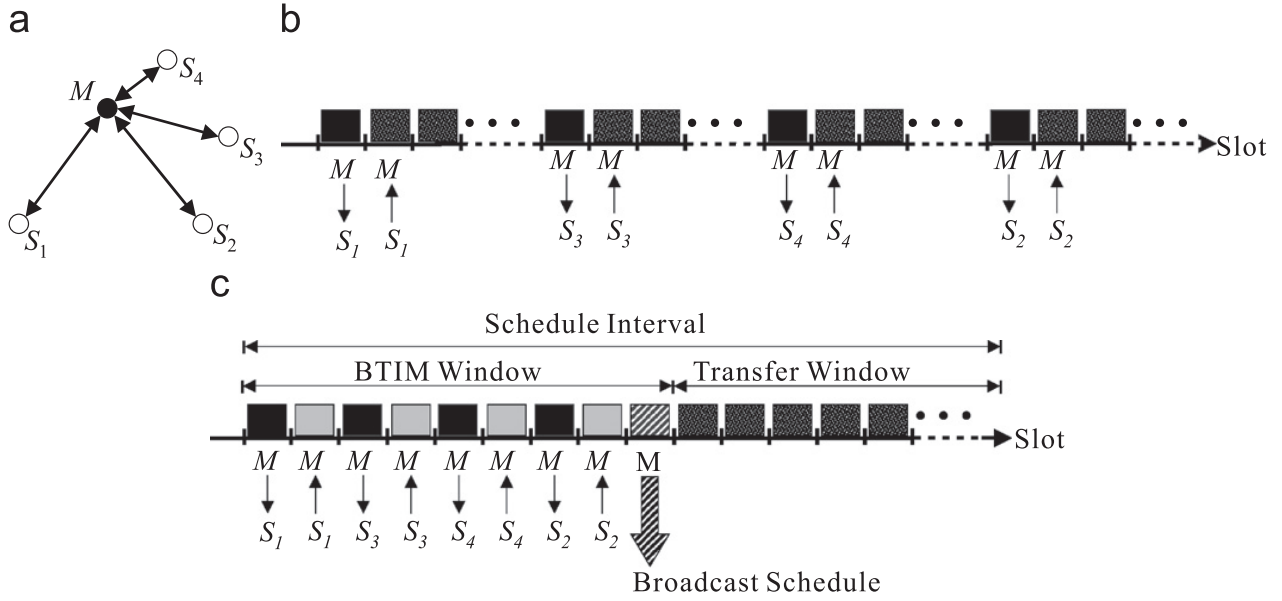 a
b
M
S4
S3
S2
S1
M M M M M M M M
Slot
S1 S1 S3 S3 S4 S4 S2 S2
c
Schedule Interval
BTIM Window Transfer Window
Slot
M M M M M M M M M
S1 S1 S3 S3 S4 S4 S2 S2
Broadcast Schedule